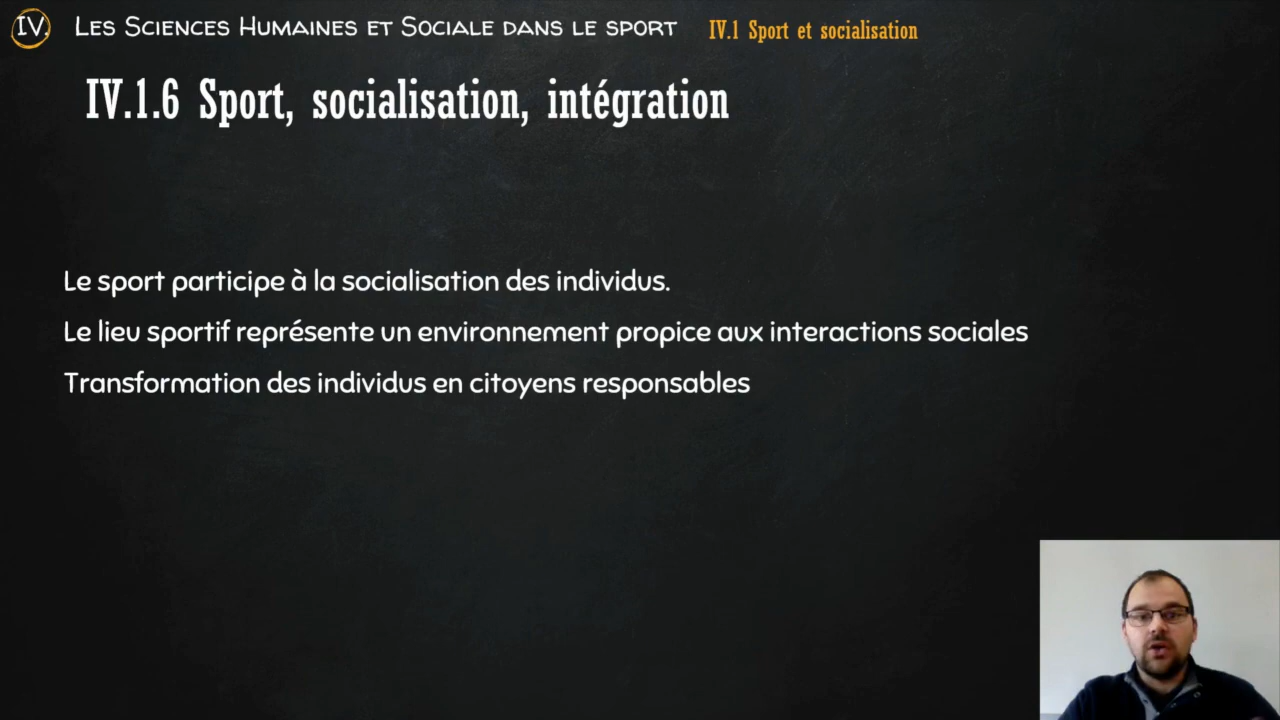 IV. Les Sciences Humaines et Sociale dans le sport IV.1 Sport et socialisation
IV.1.6 Sport, socialisation, intégration
Le sport participe à la socialisation des individus.
Le lieu sportif représente un environnement propice aux interactions sociales
Transformation des individus en citoyens responsables